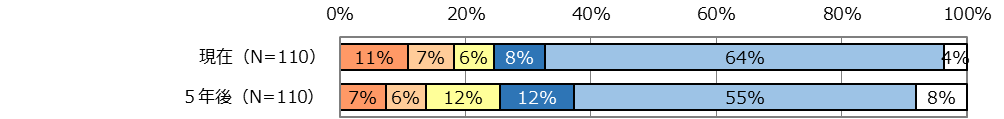 0% 20% 40% 60% 80% 100%
現在（N=110） 11% 7% 6% 8% 64% 4%
５年後（N=110） 7% 6% 12% 12% 55% 8%